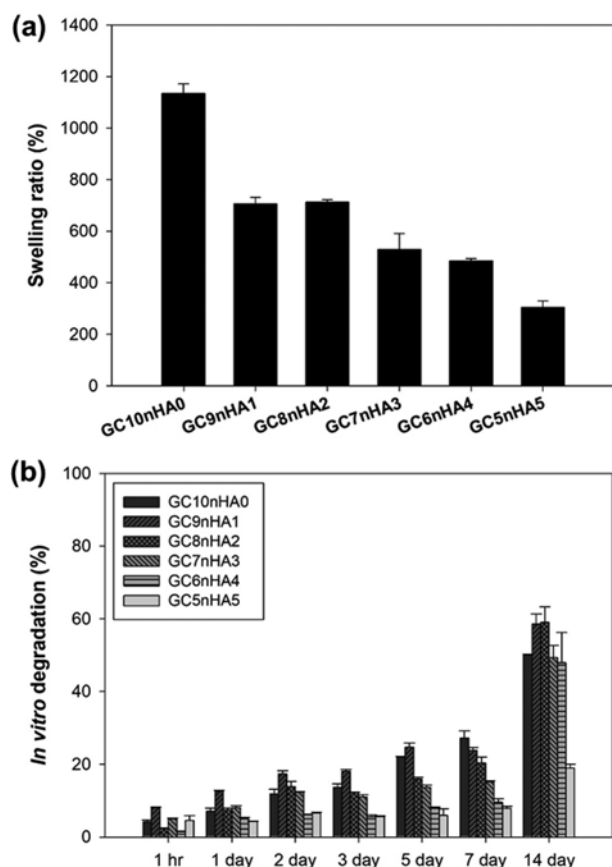 (a)
Swelling ratio (%)
1400
1200
1000
800
600
400
200
0
GC10nHA0
GC9nHA1
GC8nHA2
GC7nHA3
GC6nHA4
GC5nHA5
(b)
In vitro degradation (%)
100
80
60
40
20
0
GC10nHA0
GC9nHA1
GC8nHA2
GC7nHA3
GC6nHA4
GC5nHA5
1 hr 1 day 2 day 3 day 5 day 7 day 14 day